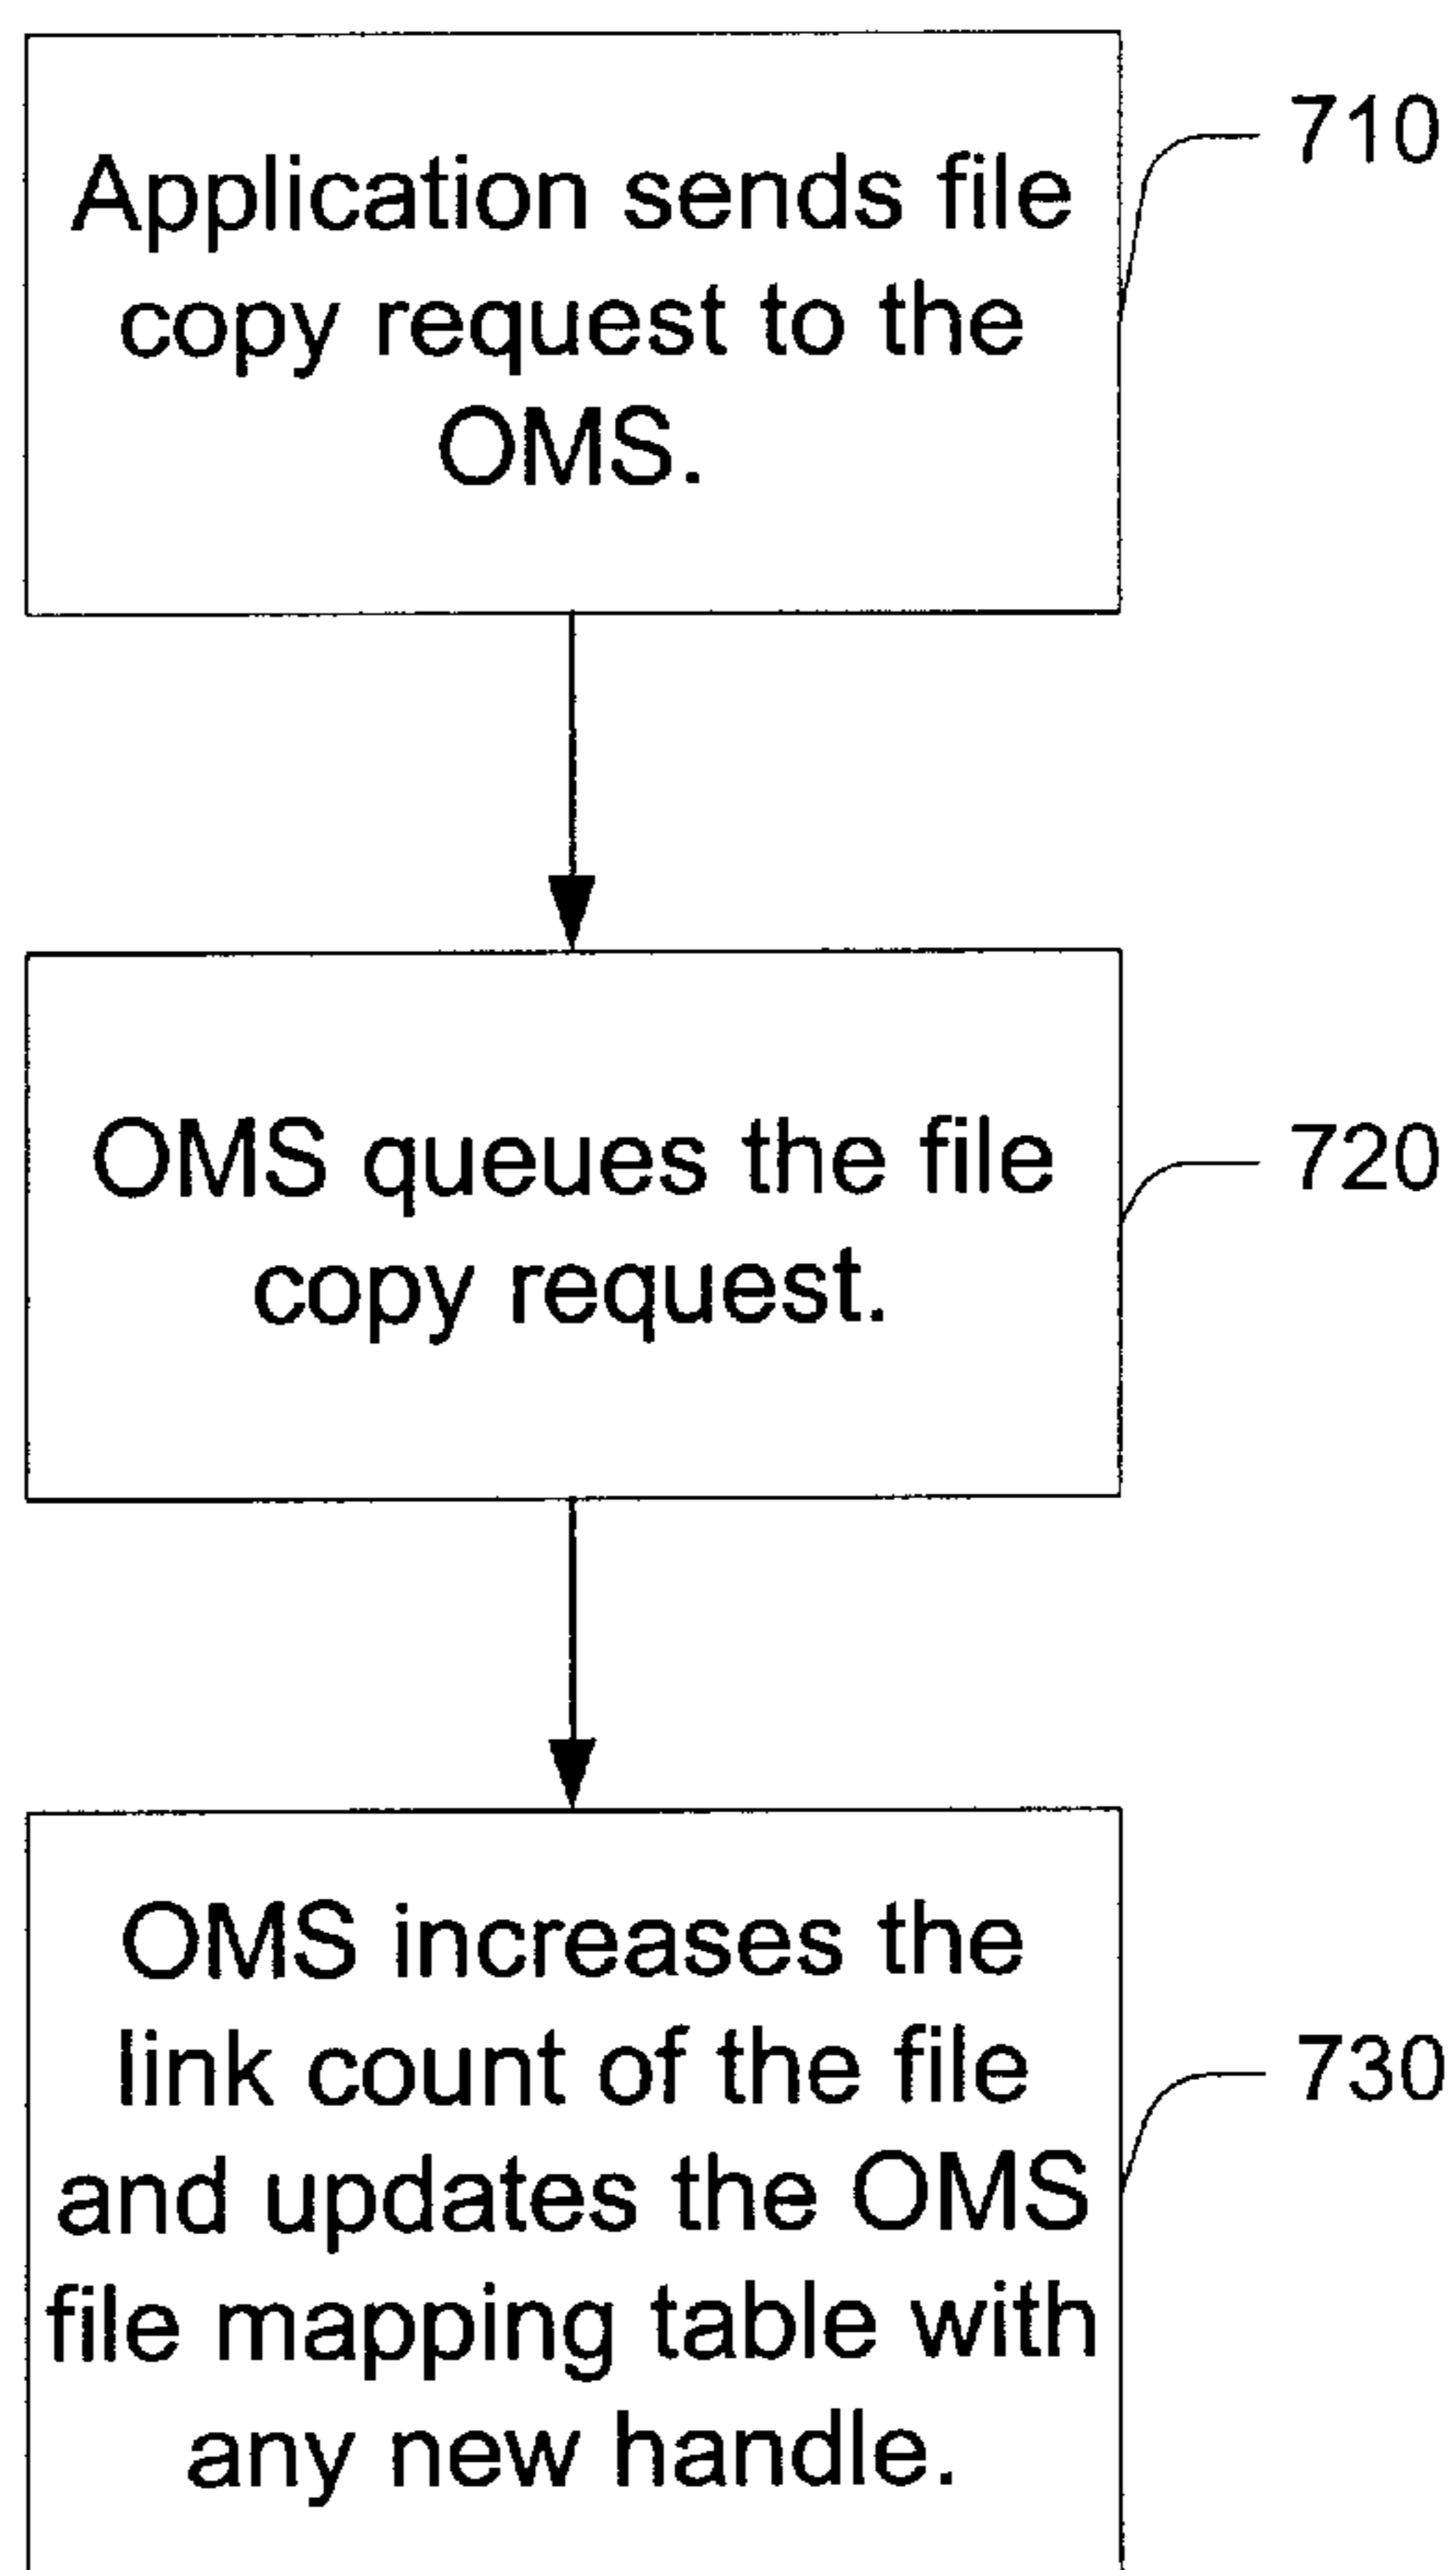 Application sends file
copy request to the
OMS.
710
OMS queues the file
copy request.
720
OMS increases the
link count of the file
and updates the OMS
file mapping table with
any new handle.
730